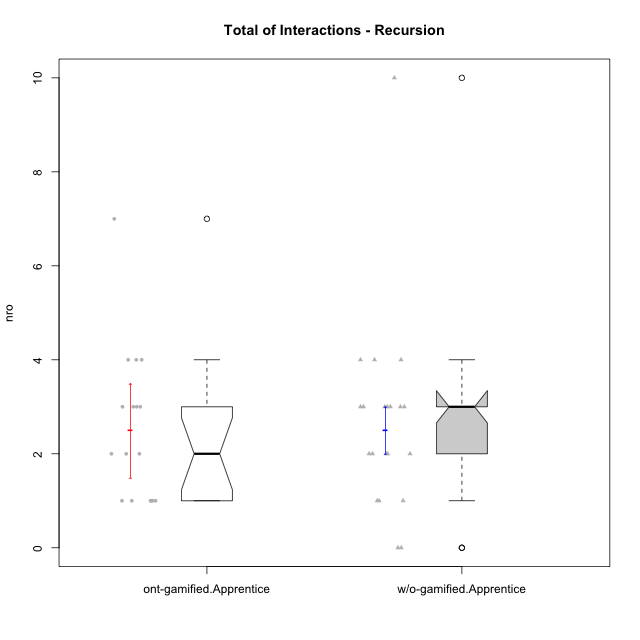 Total of Interactions - Recursion
10
8
6
4
2
0
nro
ont-gamified.Apprentice
w/o-gamified.Apprentice